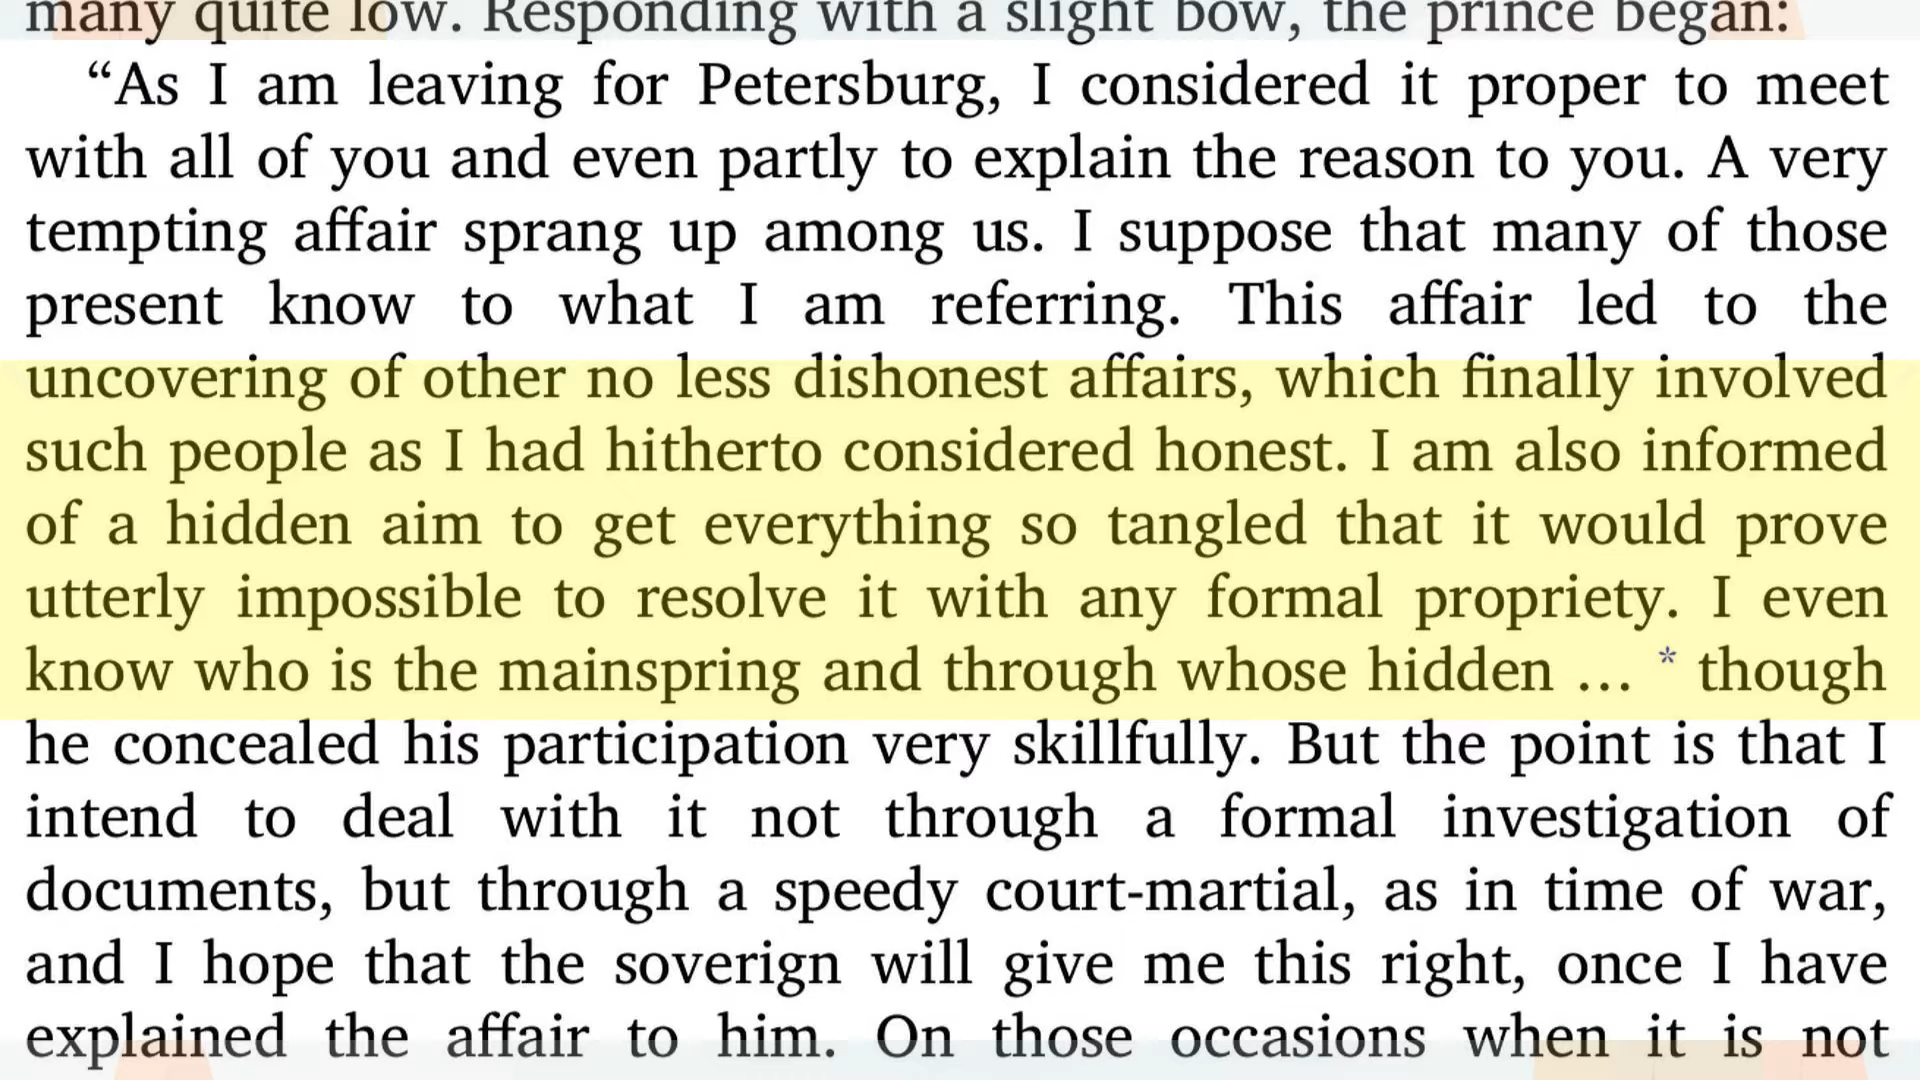 many quite low. Responding with a slight bow, the prince began:
“As I am leaving for Petersburg, I considered it proper to meet
with all of you and even partly to explain the reason to you. A very
tempting affair sprang up among us. I suppose that many of those
present know to what I am referring. This affair led to the
uncovering of other no less dishonest affairs, which finally involved
such people as I had hitherto considered honest. I am also informed
of a hidden aim to get everything so tangled that it would prove
utterly impossible to resolve it with any formal propriety. I even
know who is the mainspring and through whose hidden … * though
he concealed his participation very skillfully. But the point is that I
intend to deal with it not through a formal investigation of
documents, but through a speedy court-martial, as in time of war,
and I hope that the soverign will give me this right, once I have
explained the affair to him. On those occasions when it is not